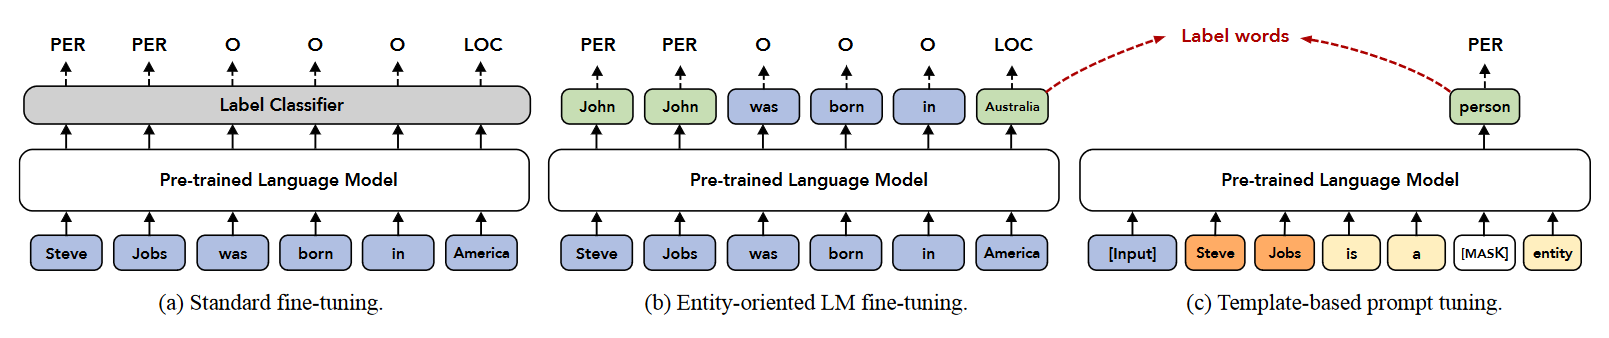 PER PER O O O LOC
Label Classifier
Pre-trained Language Model
Steve Jobs was born in America
(a) Standard fine-tuning.
PER PER O O O LOC
John John was born in Australia
Pre-trained Language Model
Steve Jobs was born in America
(b) Entity-oriented LM fine-tuning.
Label words
PER
person
Pre-trained Language Model
[Input] Steve Jobs is a [MASK] entity
(c) Template-based prompt tuning.